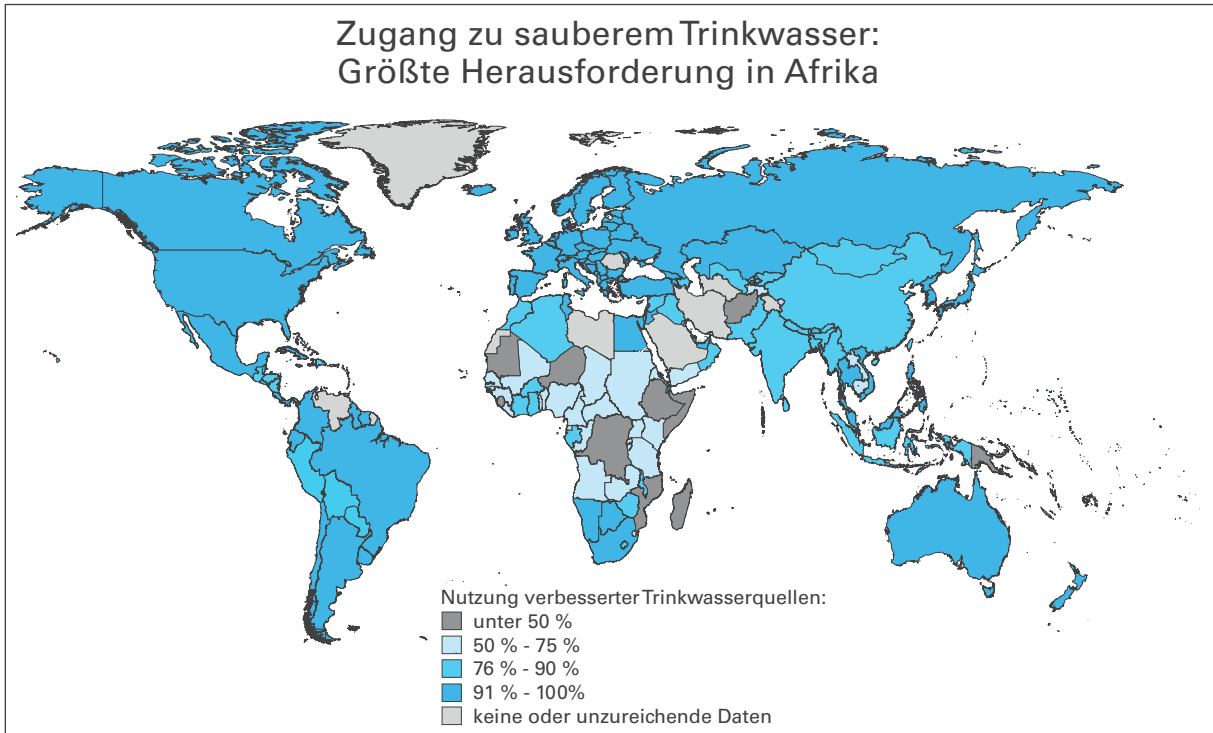 Zugang zu sauberem Trinkwasser:
Größte Herausforderung in Afrika
Nutzung verbesserter Trinkwasserquellen:
unter 50 %
50 % - 75 %
76 % - 90 %
91 % - 100%
keine oder unzureichende Daten